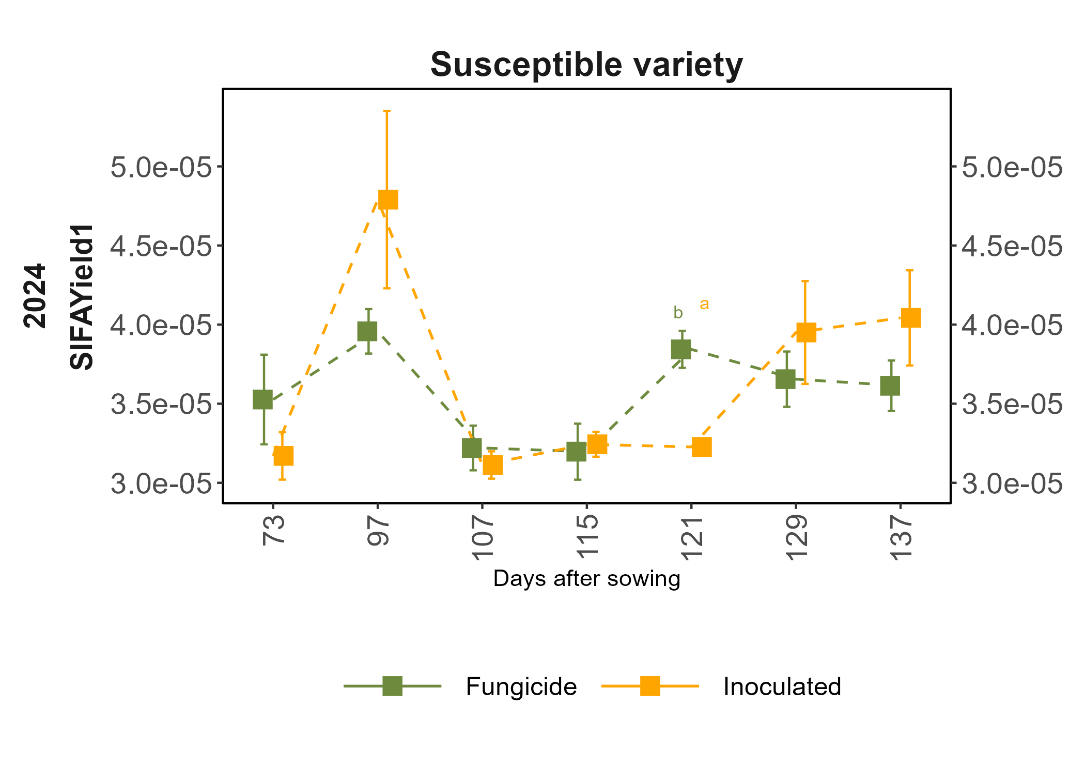 Susceptible variety
2024
SIFAYield1
5.0e-05
4.5e-05
4.0e-05
3.5e-05
3.0e-05
b a
5.0e-05
4.5e-05
4.0e-05
3.5e-05
3.0e-05
73 97 107 115 121 129 137
Days after sowing
Fungicide Inoculated